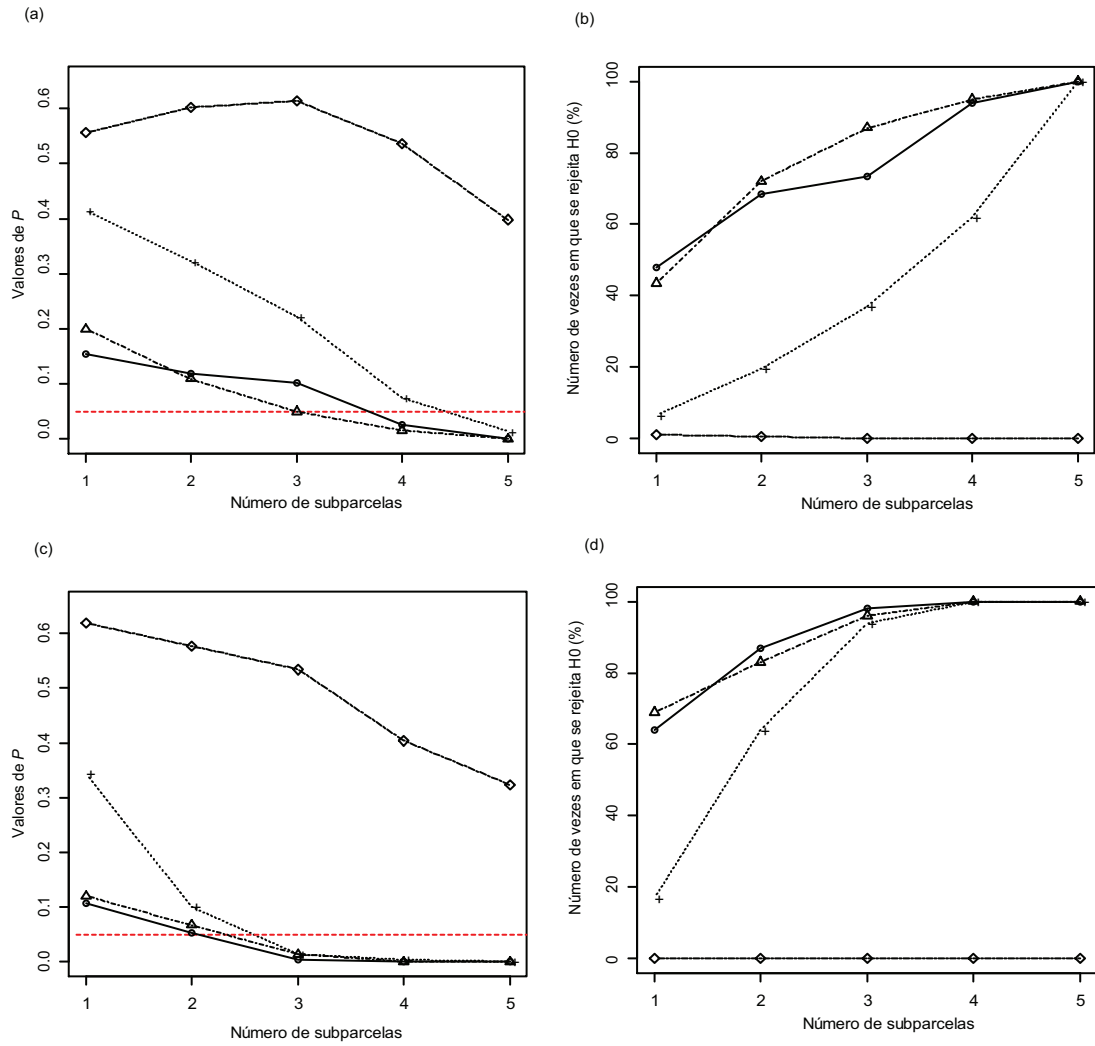 (a)
Valores de P
0.0 0.1 0.2 0.3 0.4 0.5 0.6
1 2 3 4 5
Número de subparcelas
(b)
Número de vezes em que se rejeita H0 (%)
0 20 40 60 80 100
1 2 3 4 5
Número de subparcelas
(c)
Valores de P
0.0 0.1 0.2 0.3 0.4 0.5 0.6
1 2 3 4 5
Número de subparcelas
(d)
Número de vezes em que se rejeita H0 (%)
0 20 40 60 80 100
1 2 3 4 5
Número de subparcelas